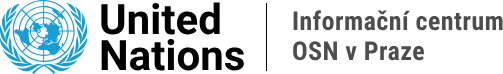 United
Nations
Informační centrum
OSN v Praze